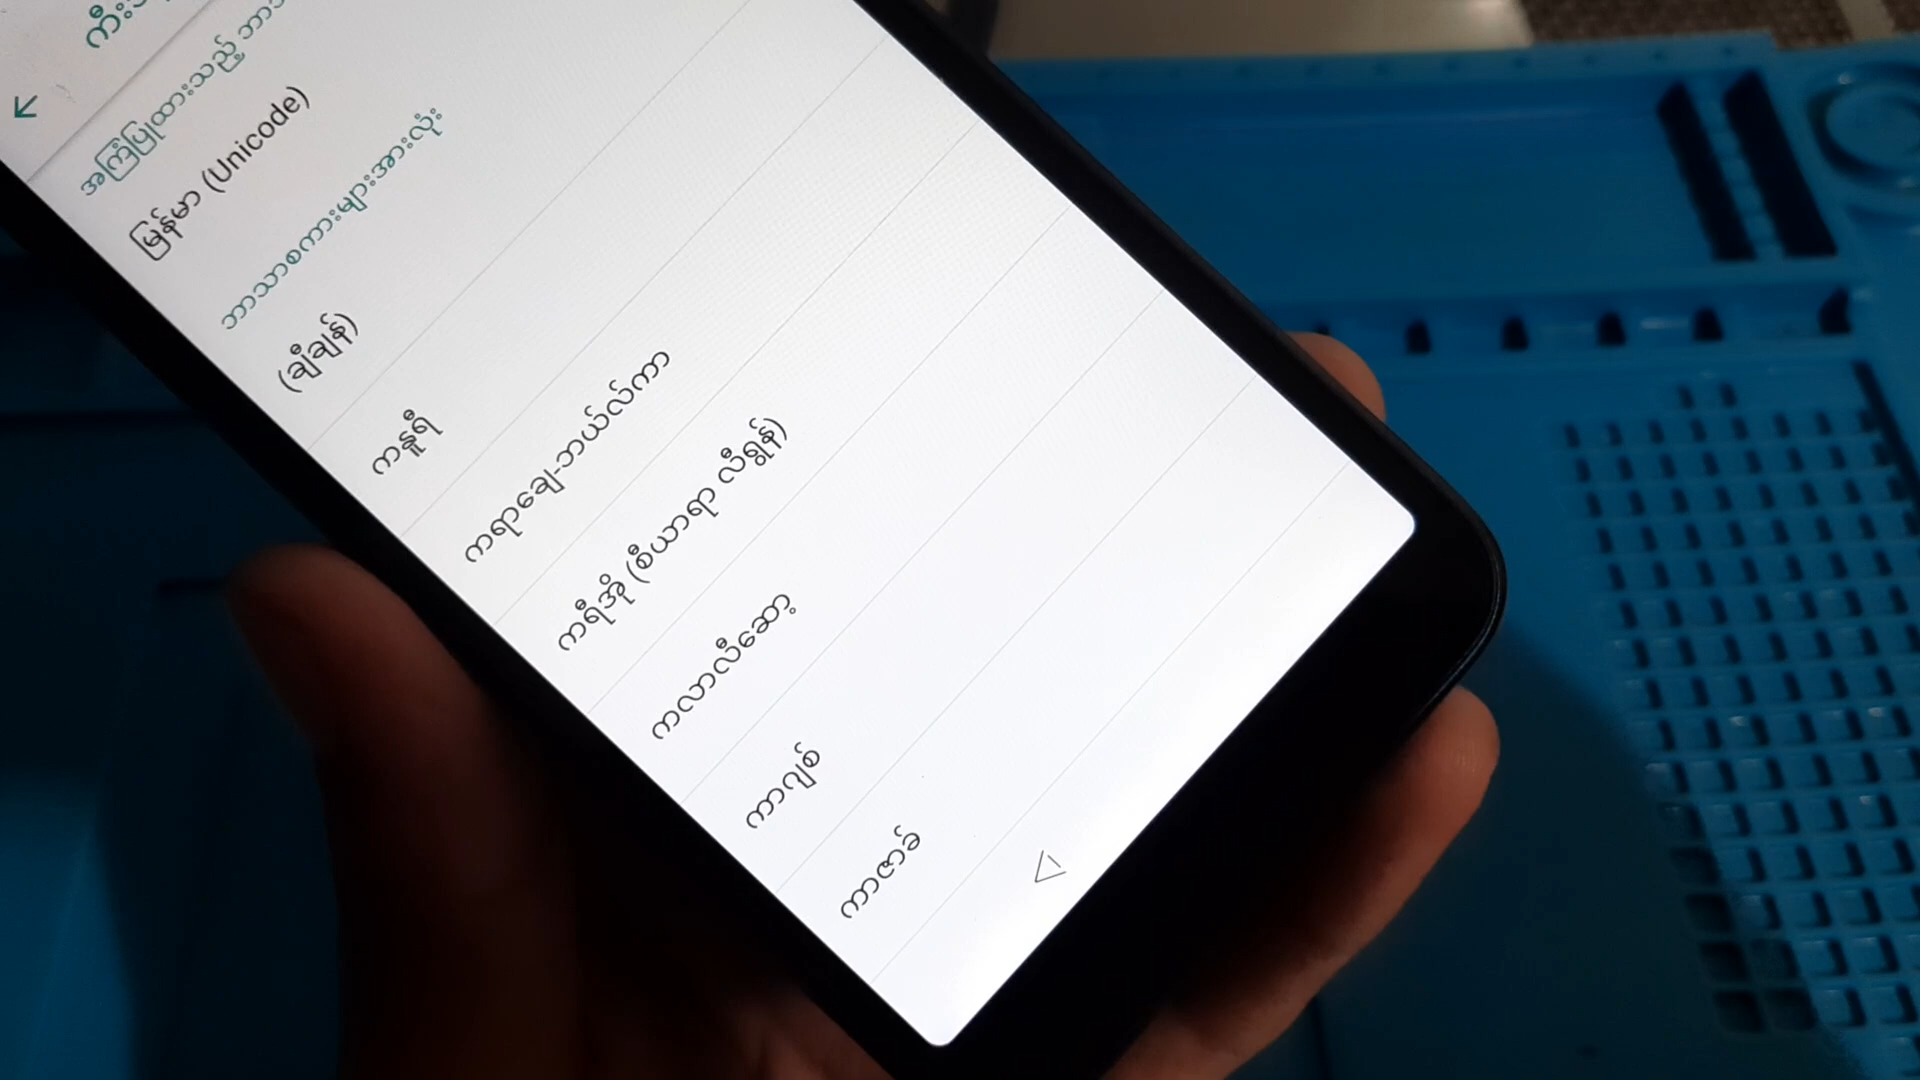 အကြံပြုထားသည့် ဘာသာ
မြန်မာ (Unicode)
ဘာသာစကားများအားလုံး
(ချီချန်)
ကနူရီ
ကရာချေ-ဘယ်လ်ကာ
ကရီအိုး (စီယာရာ လီရွန်)
ကလာလီဆော့
ကာဂျစ်
ကာဇာခ်